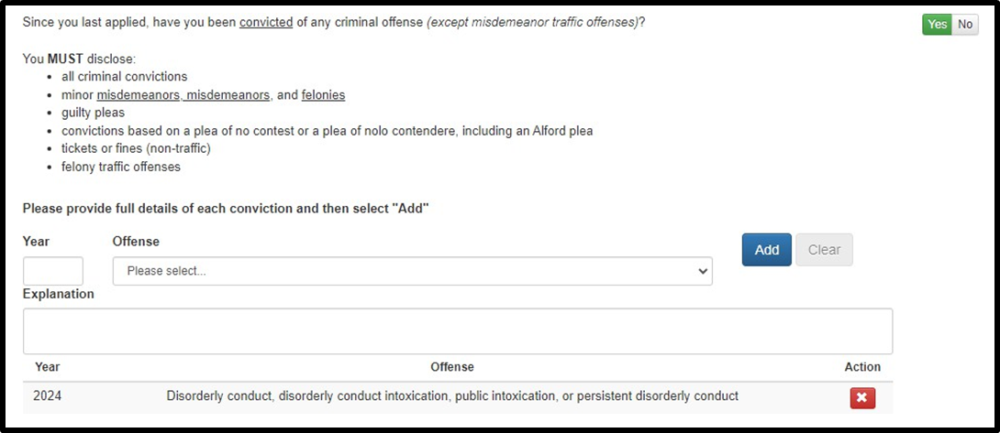 Since you last applied, have you been convicted of any criminal offense (except misdemeanor traffic offenses)?
Yes No
You MUST disclose:
• all criminal convictions
• minor misdemeanors, misdemeanors, and felonies
• guilty pleas
• convictions based on a plea of no contest or a plea of nolo contendere, including an Alford plea
• tickets or fines (non-traffic)
• felony traffic offenses
Please provide full details of each conviction and then select "Add"
Year Offense
Add Clear
Please select...
Explanation
Year Offense Action
2024 Disorderly conduct, disorderly conduct intoxication, public intoxication, or persistent disorderly conduct